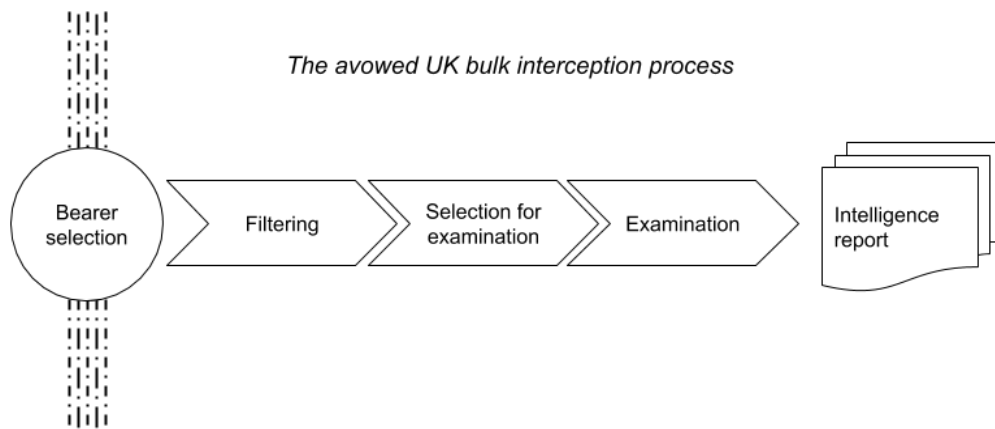 The avowed UK bulk interception process
Bearer
selection
Filtering
Selection for
examination
Examination
Intelligence
report